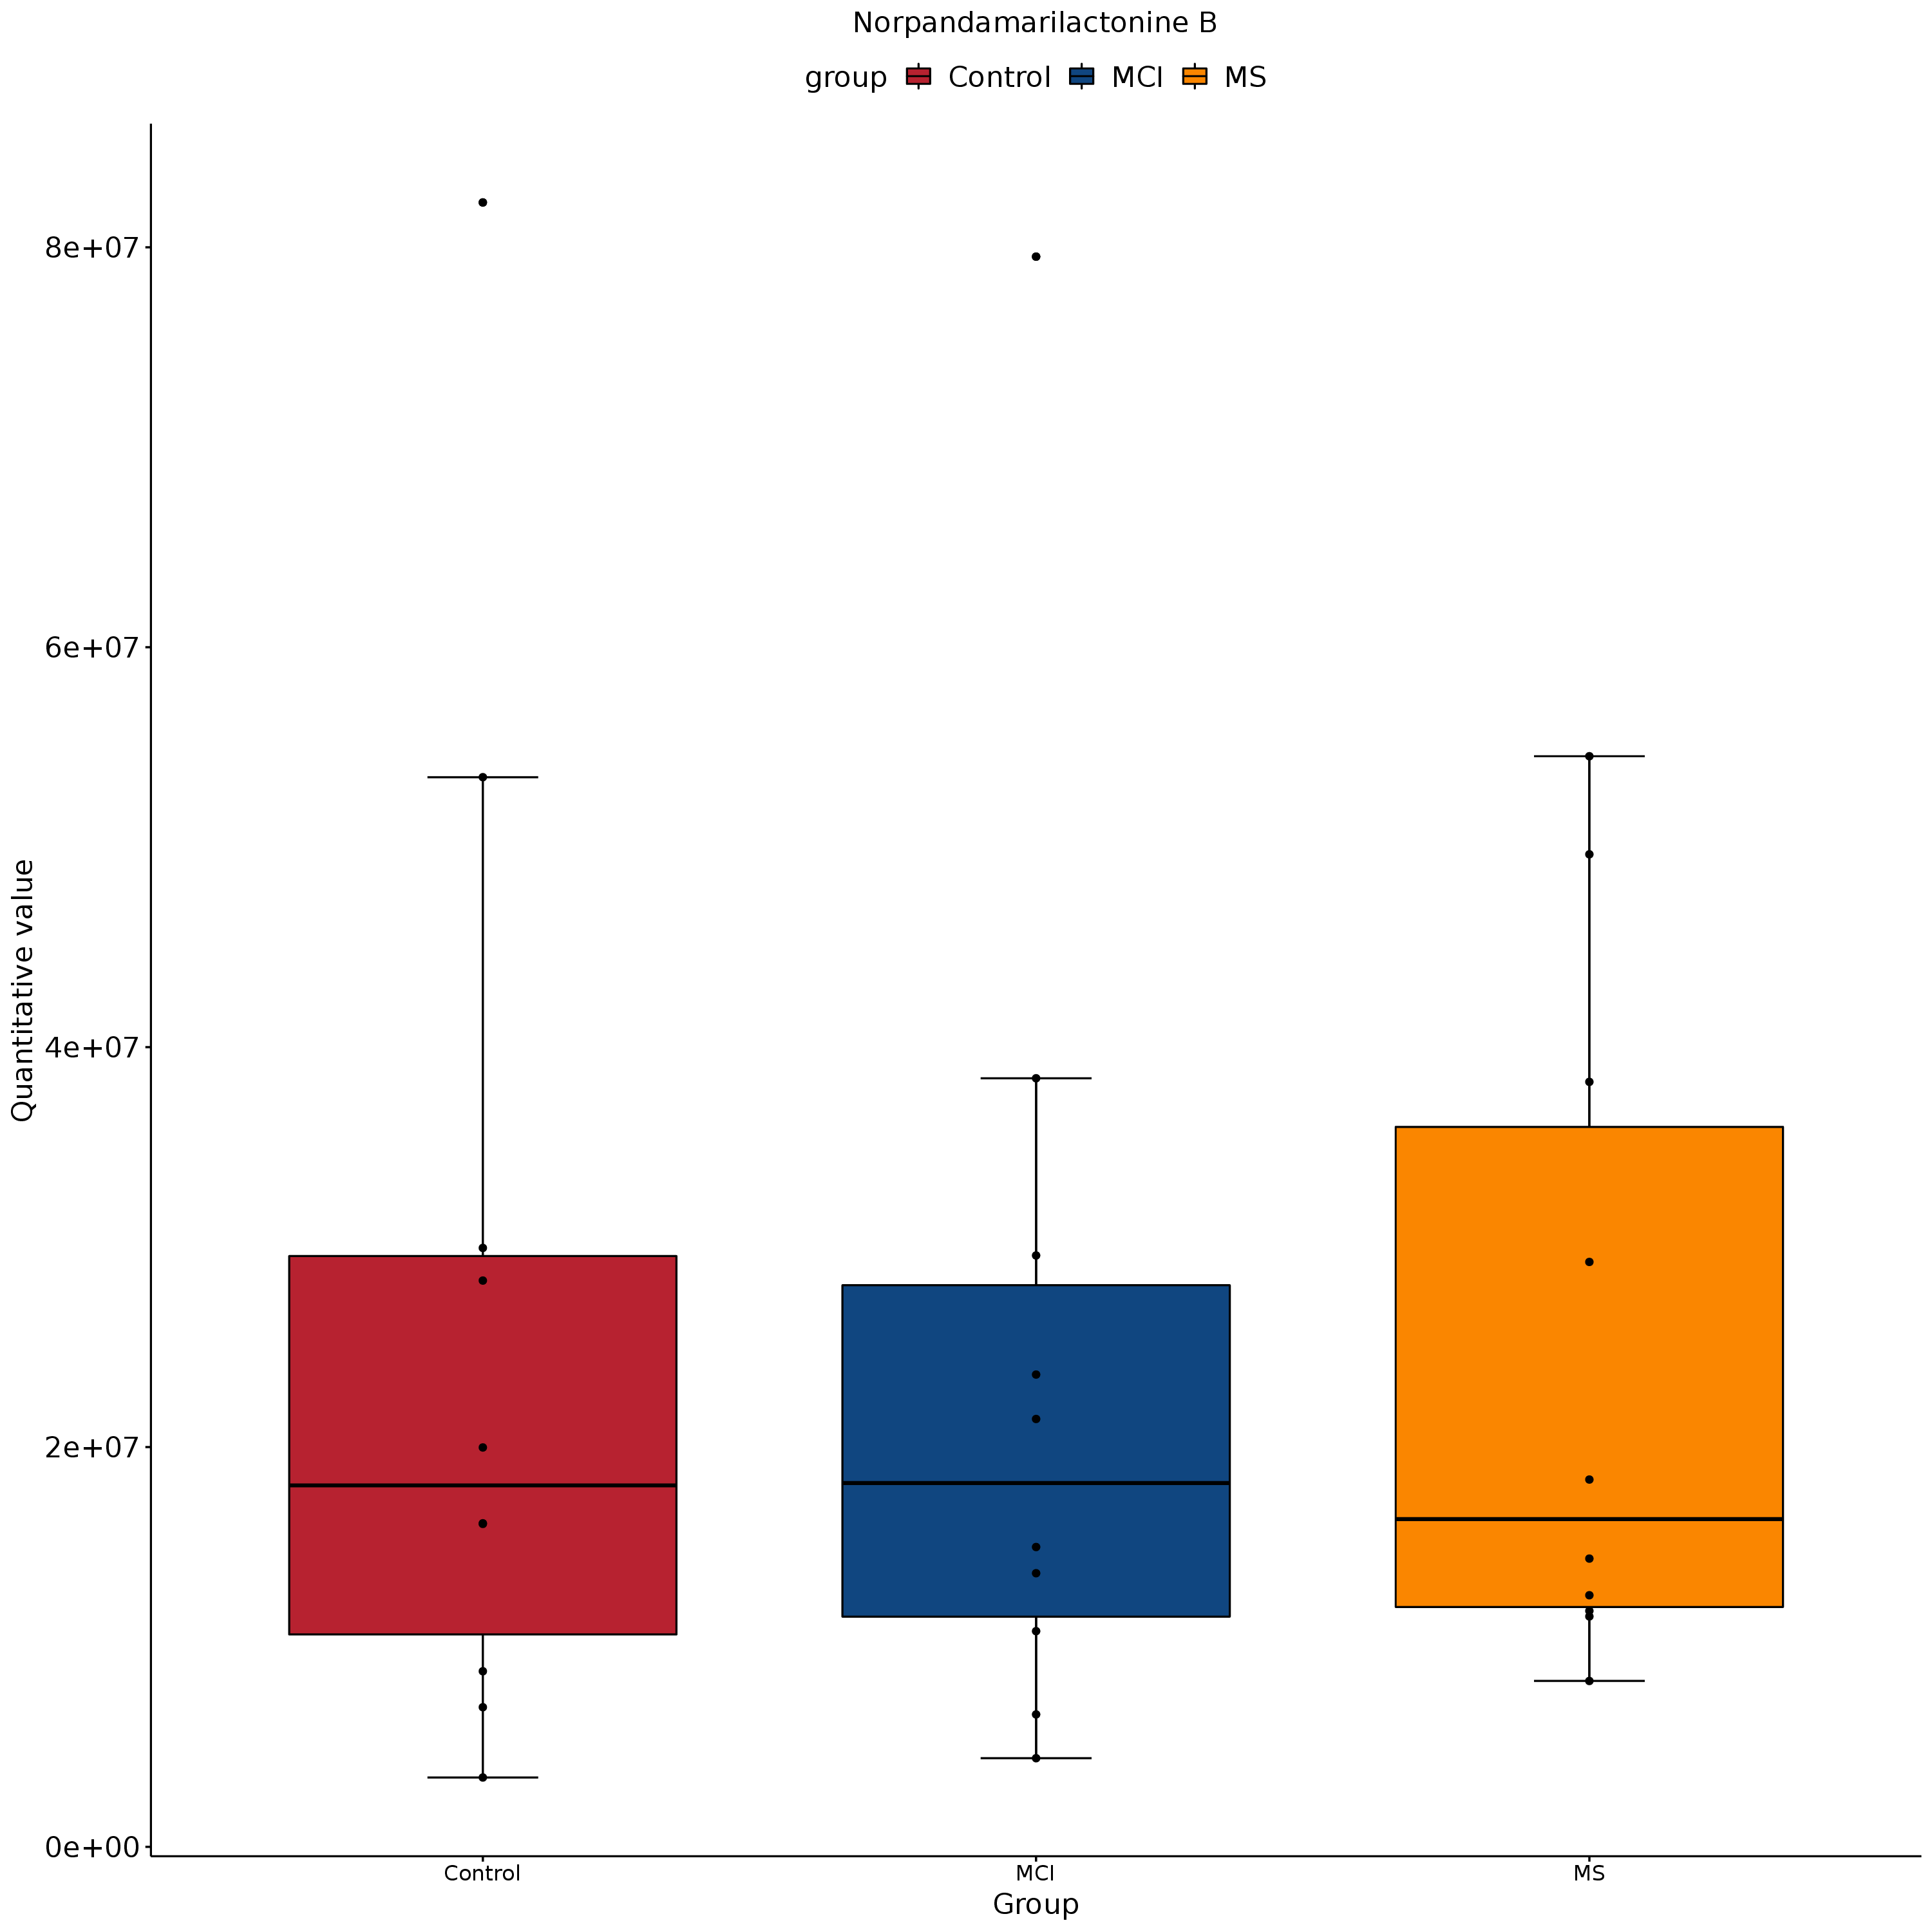 Norpandamarilactonine B
group Control MCI MS
Quantitative value
8e+07
6e+07
4e+07
2e+07
0e+00
Control MCI MS
Group